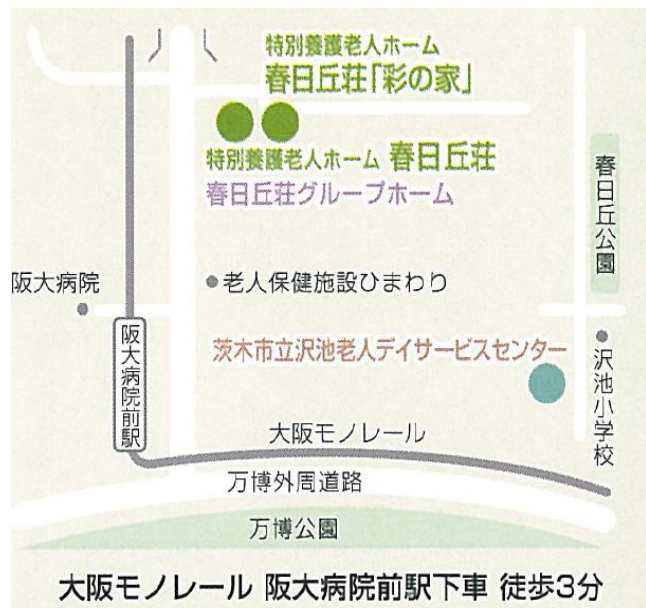 特別養護老人ホーム
春日丘荘「彩の家」
特別養護老人ホーム 春日丘荘
春日丘荘グループホーム
春日丘公園
阪大病院
老人保健施設ひまわり
阪大病院前駅
茨木市立沢池老人デイサービスセンター
沢池小学校
大阪モノレール
万博外周道路
万博公園
大阪モノレール 阪大病院前駅下車 徒歩3分